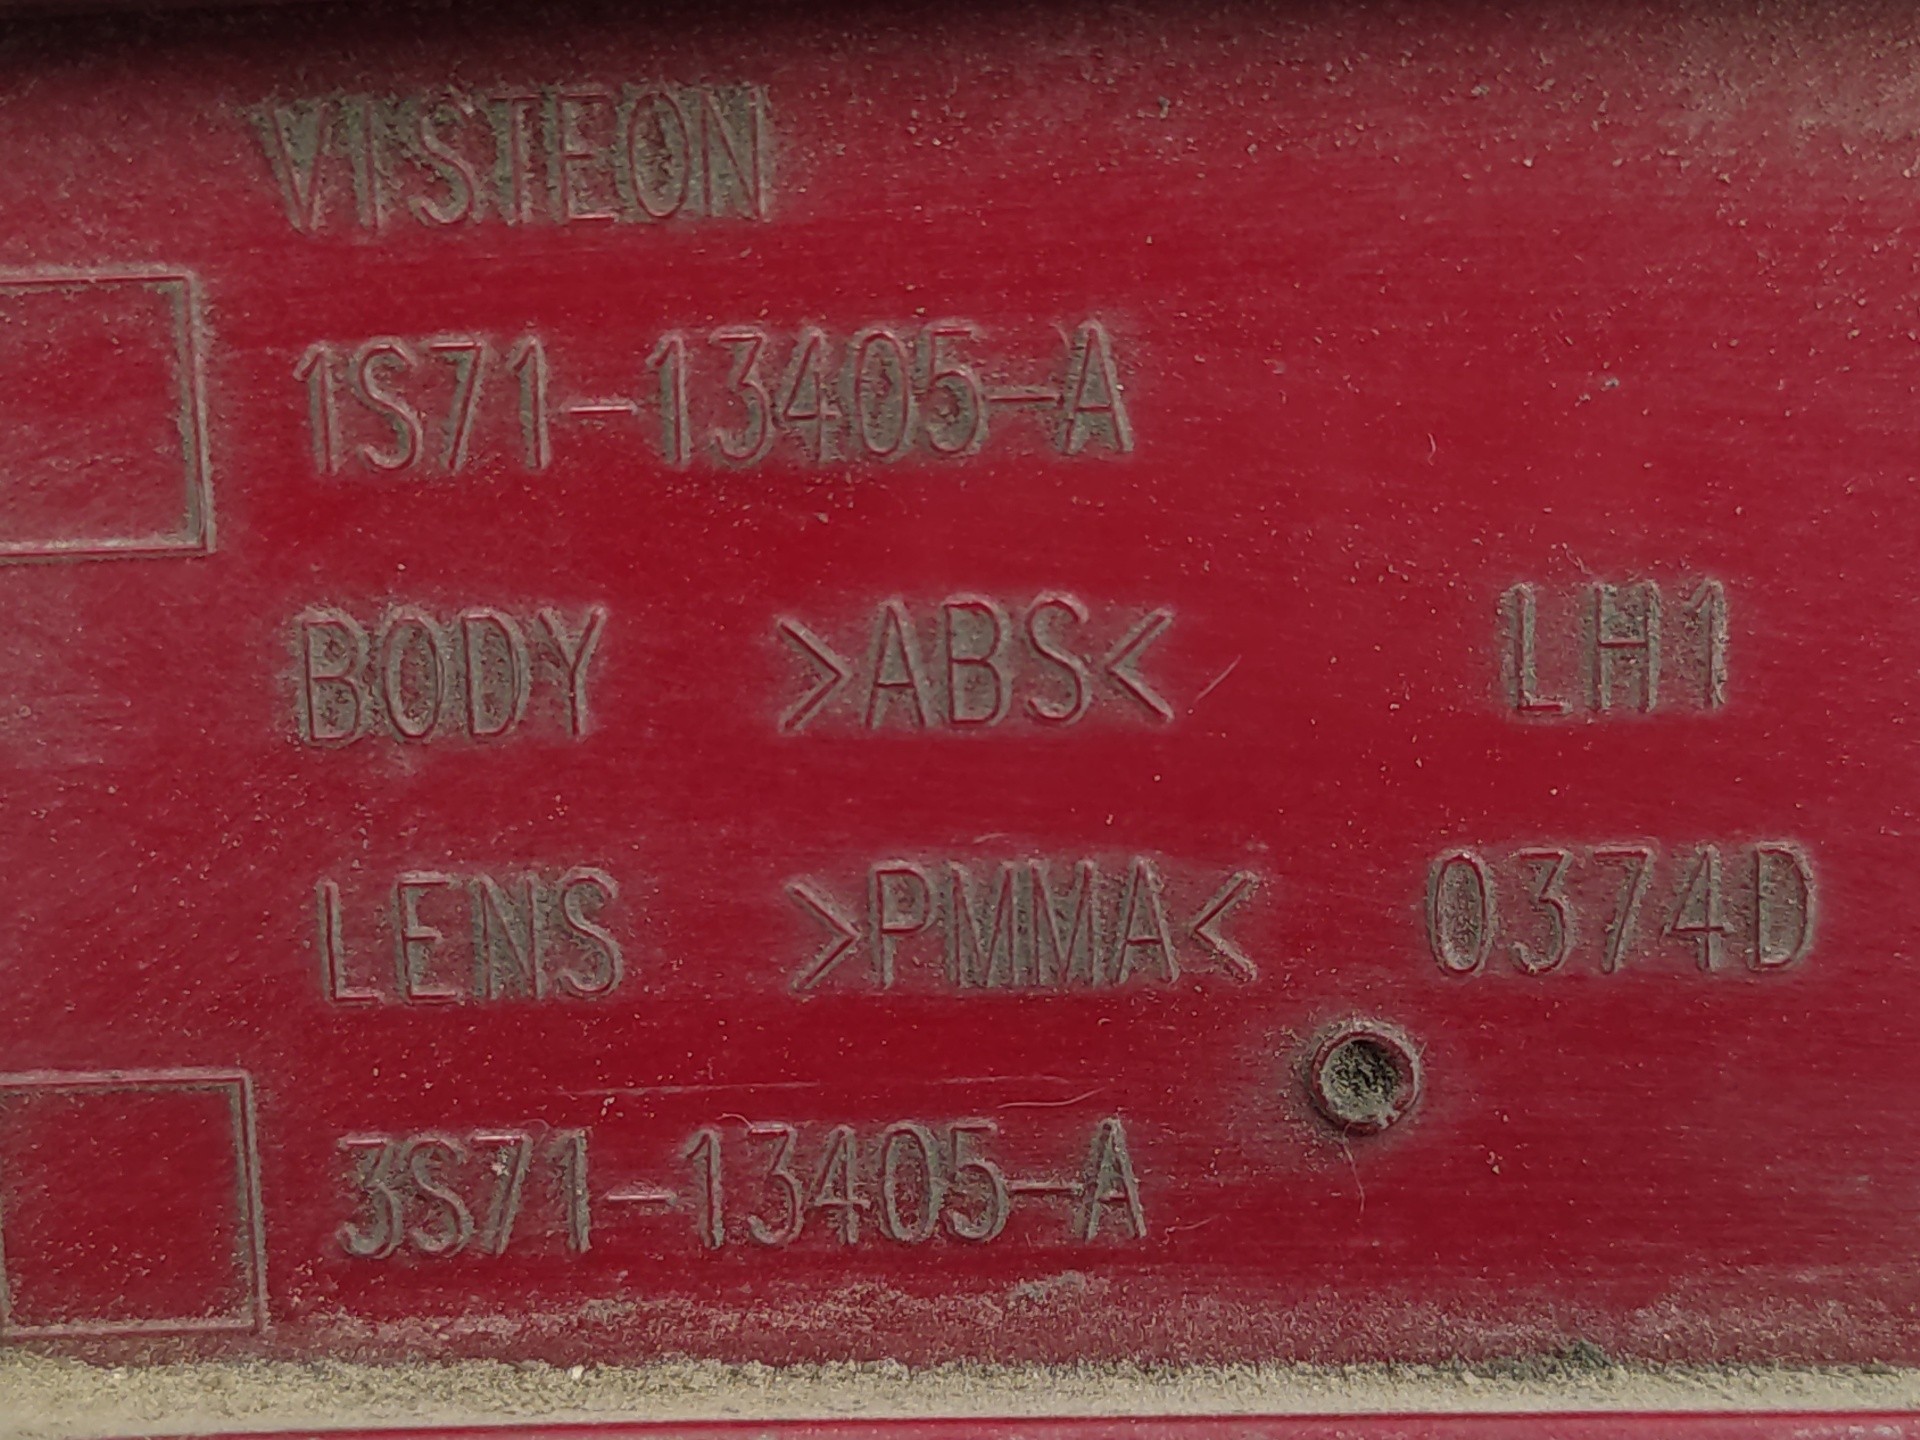 VISTEON
1S71-13405-A
BODY >ABS< LH1
LENS >PMMA< 0374D
3S71-13405-A